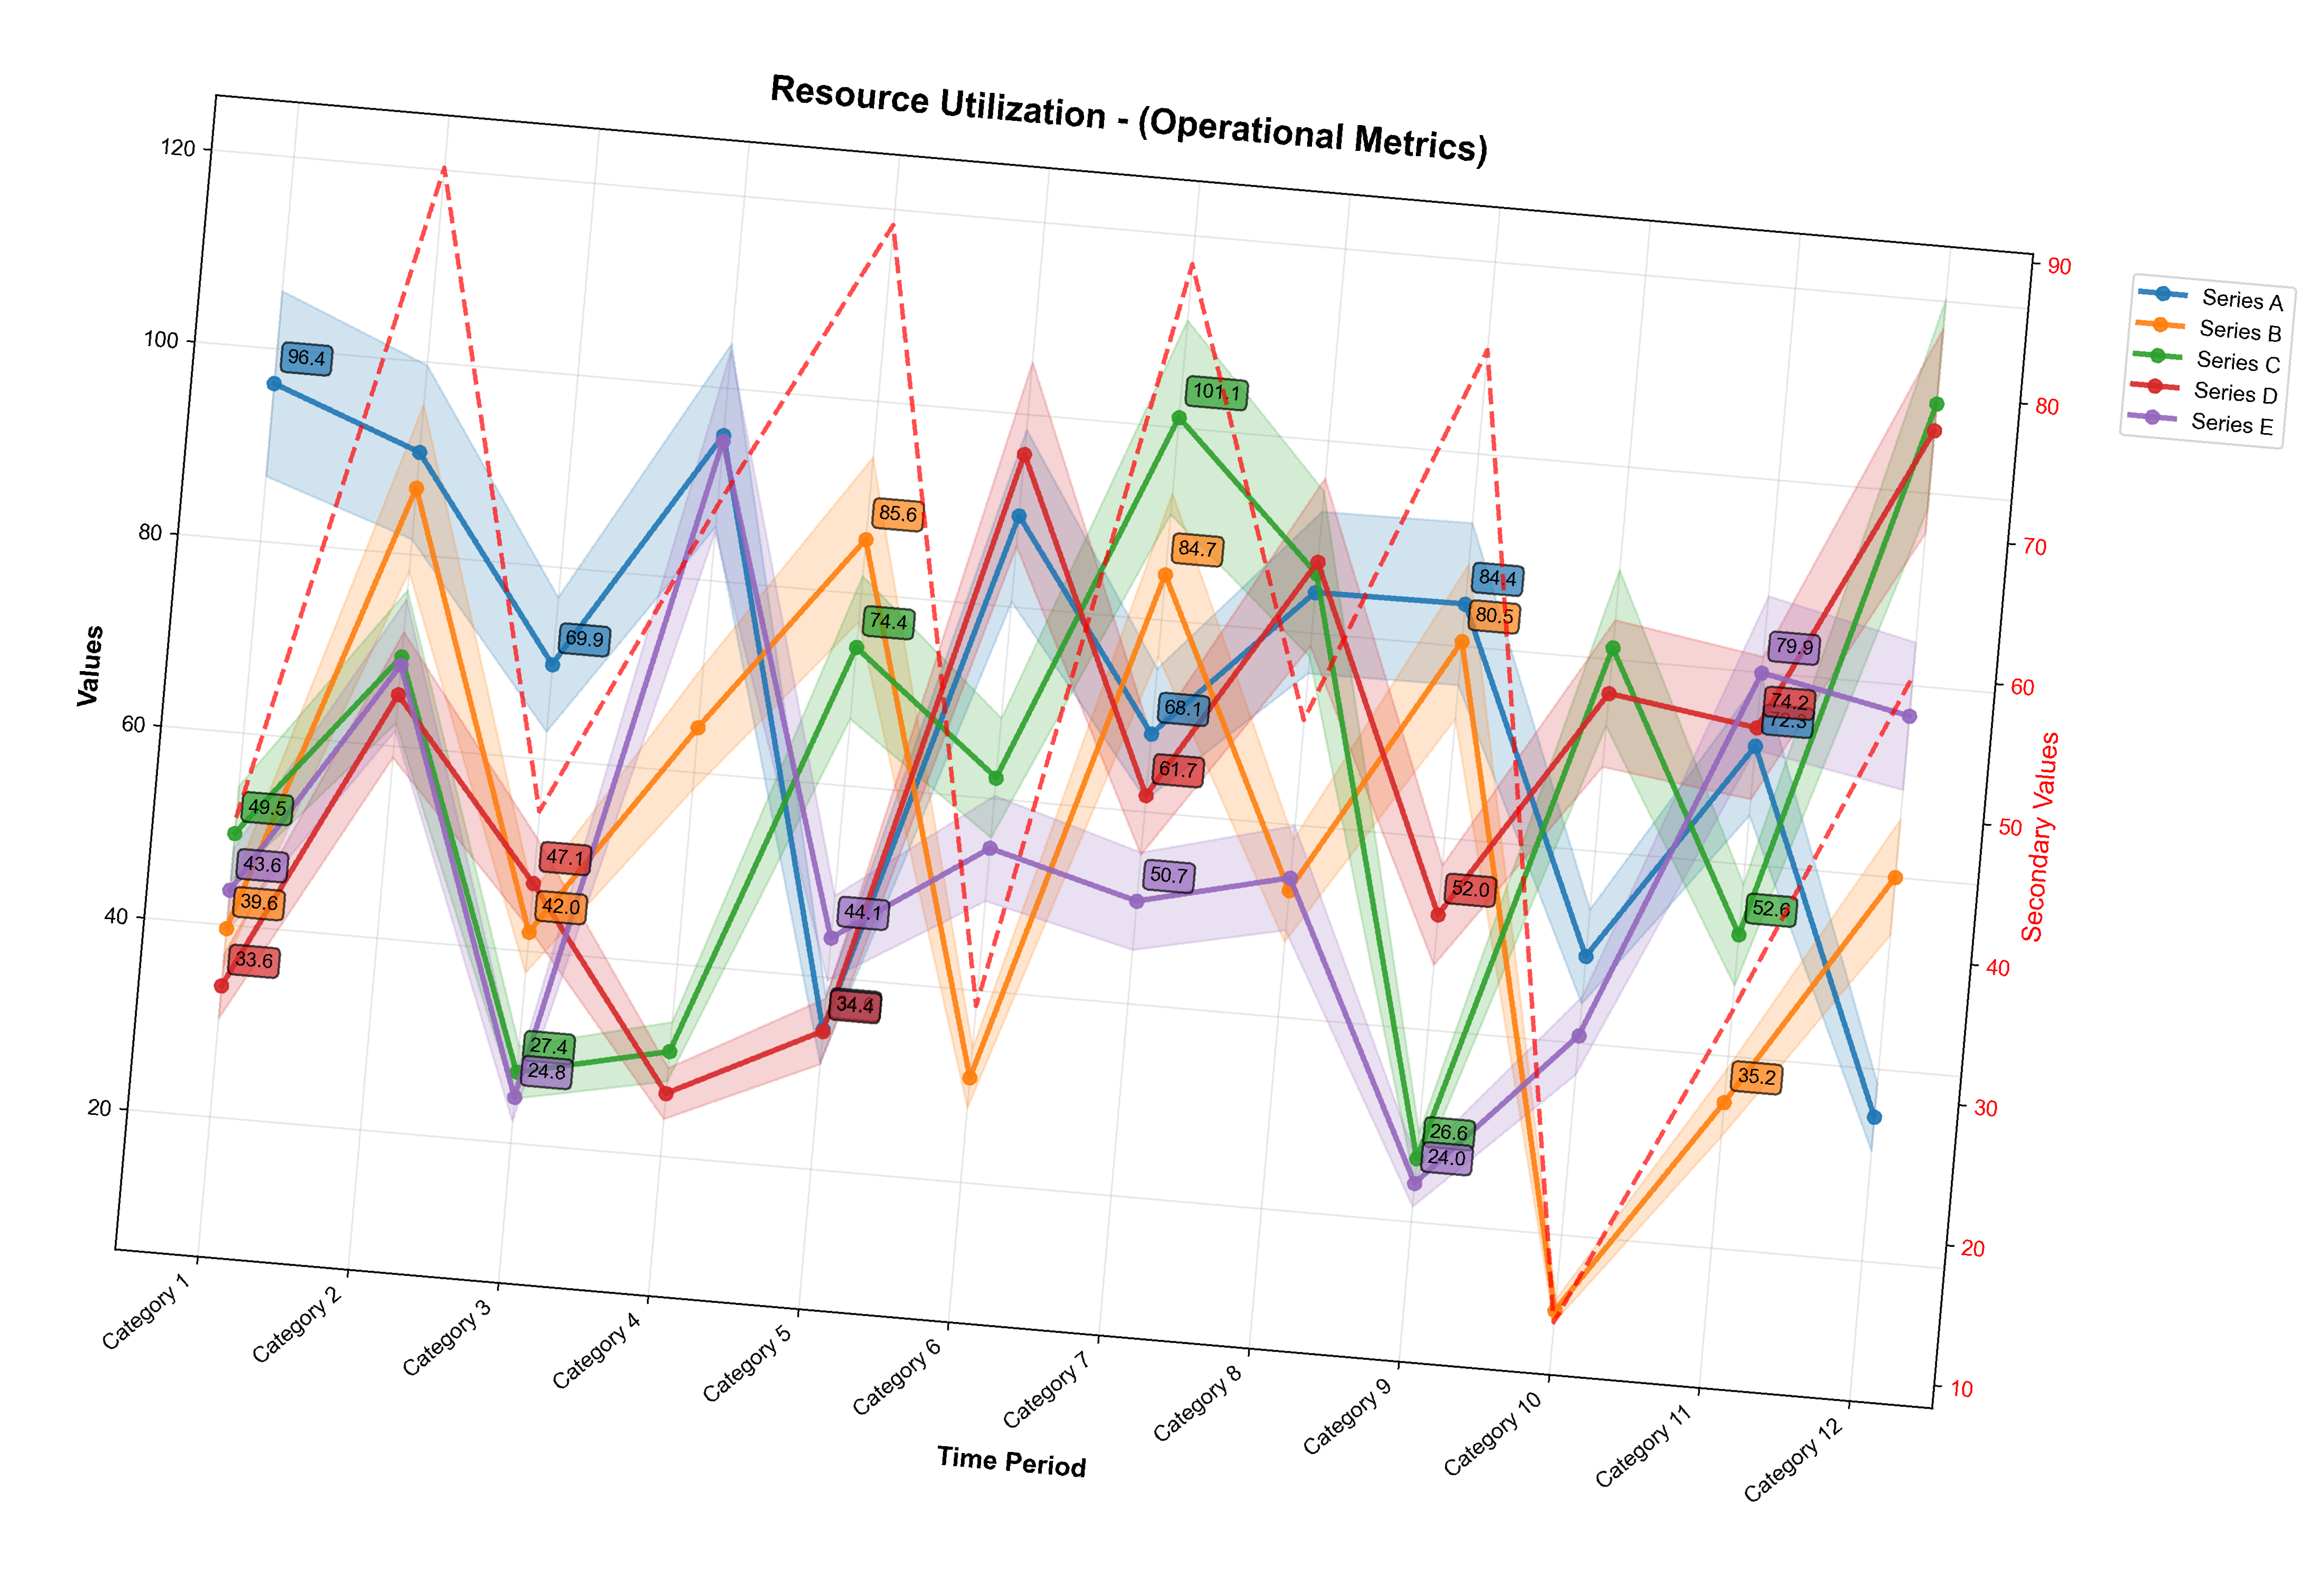 Resource Utilization - (Operational Metrics)
Values
120
100
80
60
40
20
96.4
69.9
68.1
84.4
72.3
39.6
42.0
85.6
84.7
80.5
35.2
49.5
27.4
74.4
101.1
26.6
52.6
33.6
47.1
34.4
61.7
52.0
74.2
43.6
24.8
44.1
50.7
24.0
79.9
Category 1
Category 2
Category 3
Category 4
Category 5
Category 6
Category 7
Category 8
Category 9
Category 10
Category 11
Category 12
Time Period
90
80
70
60
50
40
30
20
10
Secondary Values
Series A
Series B
Series C
Series D
Series E